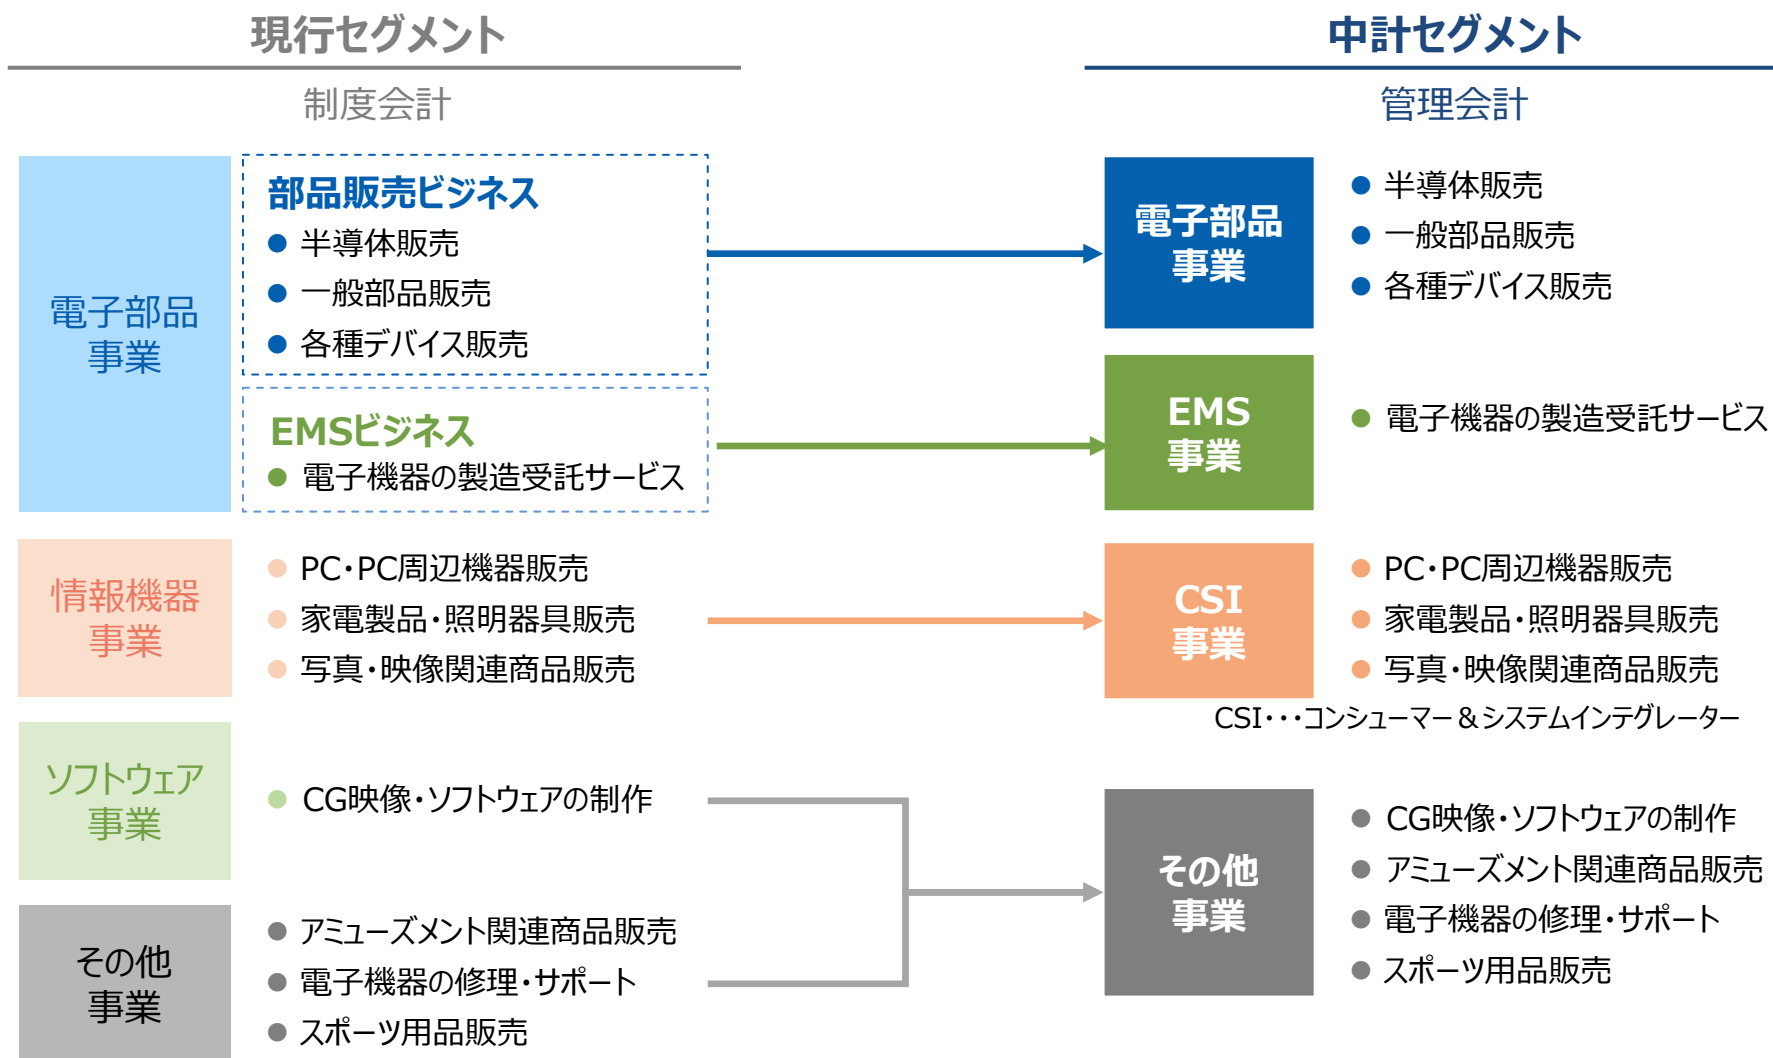 現行セグメント
制度会計
電子部品
事業
部品販売ビジネス
半導体販売
一般部品販売
各種デバイス販売
EMSビジネス
電子機器の製造受託サービス
情報機器
事業
PC・PC周辺機器販売
家電製品・照明器具販売
写真・映像関連商品販売
ソフトウェア
事業
CG映像・ソフトウェアの制作
その他
事業
アミューズメント関連商品販売
電子機器の修理・サポート
スポーツ用品販売
中計セグメント
管理会計
電子部品
事業
半導体販売
一般部品販売
各種デバイス販売
EMS
事業
電子機器の製造受託サービス
CSI
事業
PC・PC周辺機器販売
家電製品・照明器具販売
写真・映像関連商品販売
CSI・・・コンシューマー＆システムインテグレーター
その他
事業
CG映像・ソフトウェアの制作
アミューズメント関連商品販売
電子機器の修理・サポート
スポーツ用品販売